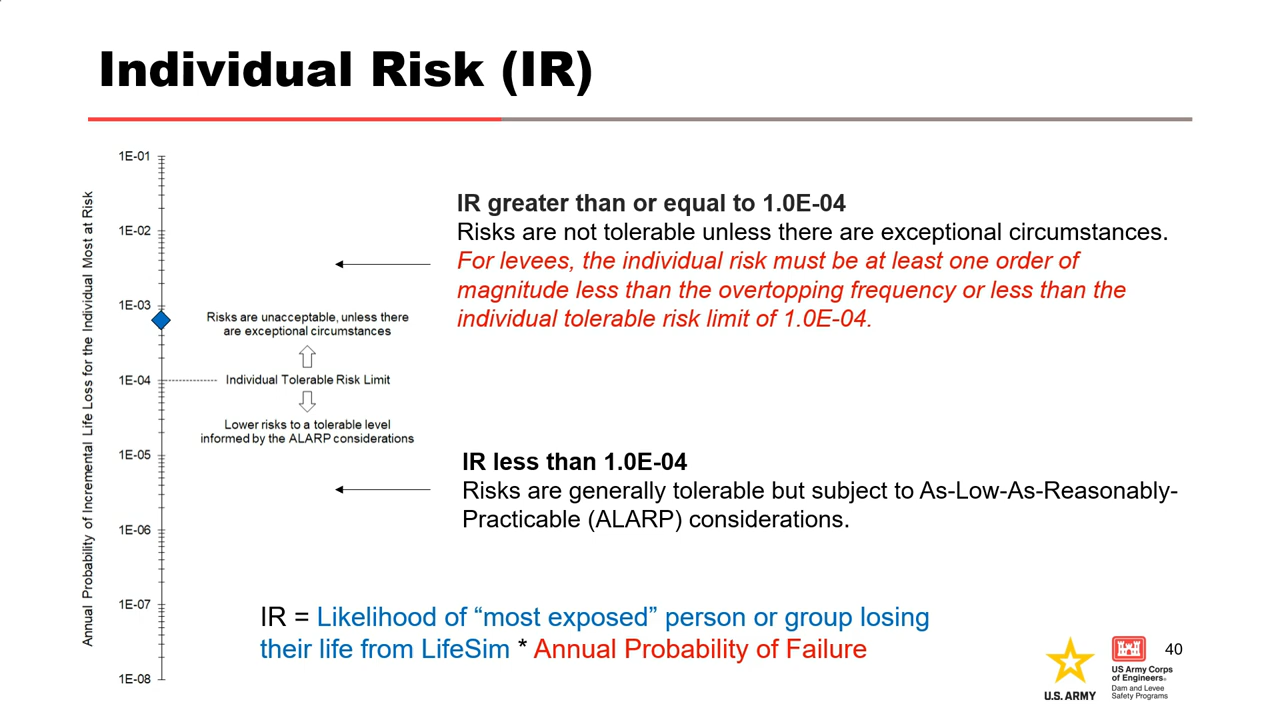 Individual Risk (IR)
Annual Probability of Incremental Life Loss for the Individual Most at Risk
1E-01
1E-02
1E-03
1E-04
1E-05
1E-06
1E-07
1E-08
Risks are unacceptable, unless there
are exceptional circumstances
Individual Tolerable Risk Limit
Lower risks to a tolerable level
informed by the ALARP considerations
IR greater than or equal to 1.0E-04
Risks are not tolerable unless there are exceptional circumstances.
For levees, the individual risk must be at least one order of
magnitude less than the overtopping frequency or less than the
individual tolerable risk limit of 1.0E-04.
IR less than 1.0E-04
Risks are generally tolerable but subject to As-Low-As-Reasonably-
Practicable (ALARP) considerations.
IR = Likelihood of “most exposed” person or group losing
their life from LifeSim * Annual Probability of Failure
U.S. ARMY
US Army Corps
of Engineers®
Dam and Levee
Safety Programs
40